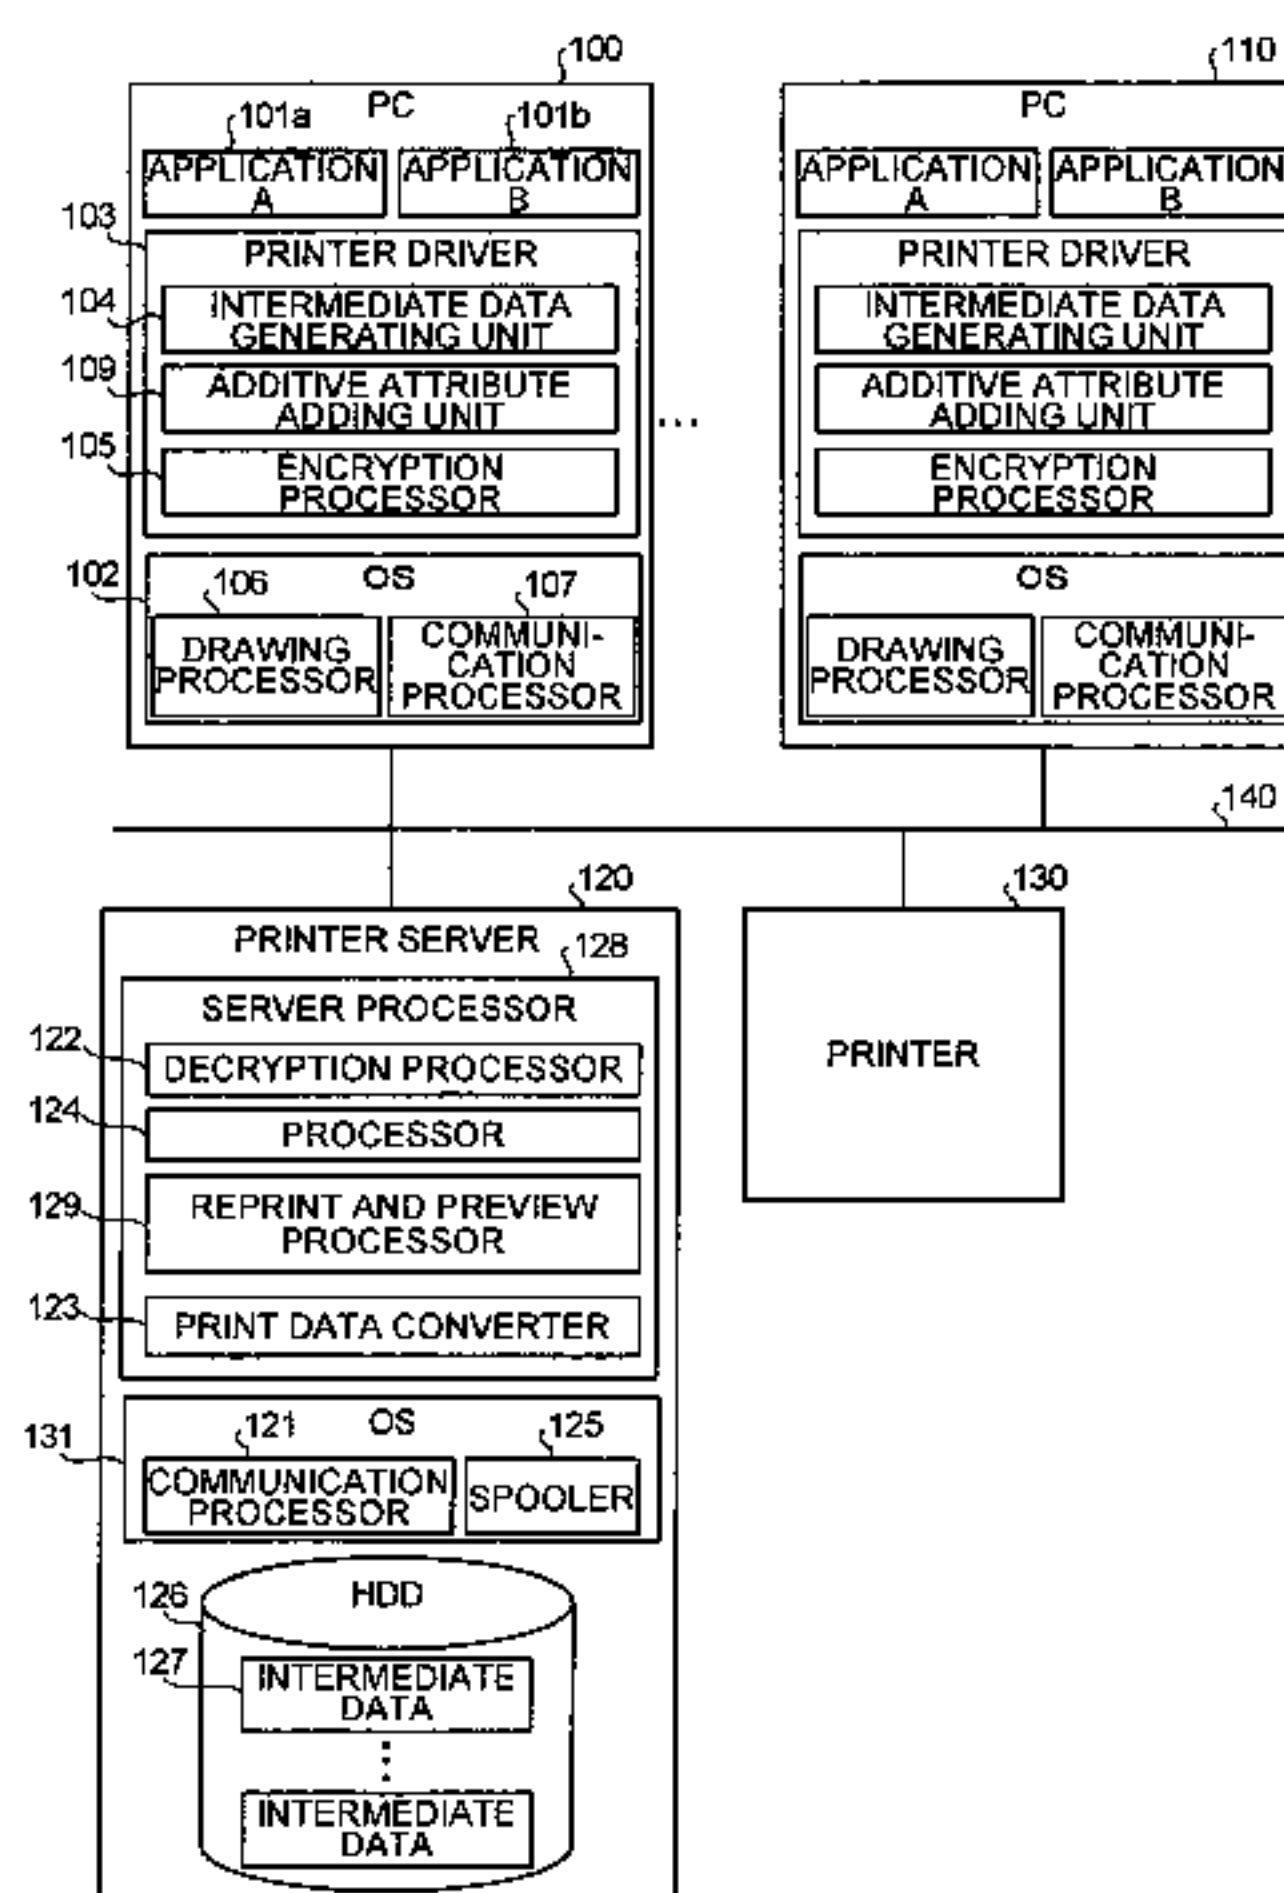 100
110
PC
PC
101a
101b
APPLICATION
A
APPLICATION
B
APPLICATION
A
APPLICATION
B
103
PRINTER DRIVER
PRINTER DRIVER
104
INTERMEDIATE DATA
GENERATING UNIT
INTERMEDIATE DATA
GENERATING UNIT
109
ADDITIVE ATTRIBUTE
ADDING UNIT
...
ADDITIVE ATTRIBUTE
ADDING UNIT
105
ENCRYPTION
PROCESSOR
ENCRYPTION
PROCESSOR
102
OS
OS
106
107
DRAWING
PROCESSOR
COMMUNI-
CATION
PROCESSOR
DRAWING
PROCESSOR
COMMUNI-
CATION
PROCESSOR
140
120
130
PRINTER SERVER
128
SERVER PROCESSOR
PRINTER
122
DECRYPTION PROCESSOR
124
PROCESSOR
129
REPRINT AND PREVIEW
PROCESSOR
123
PRINT DATA CONVERTER
131
OS
121
125
COMMUNICATION
PROCESSOR
SPOOLER
126
HDD
127
INTERMEDIATE
DATA
INTERMEDIATE
DATA